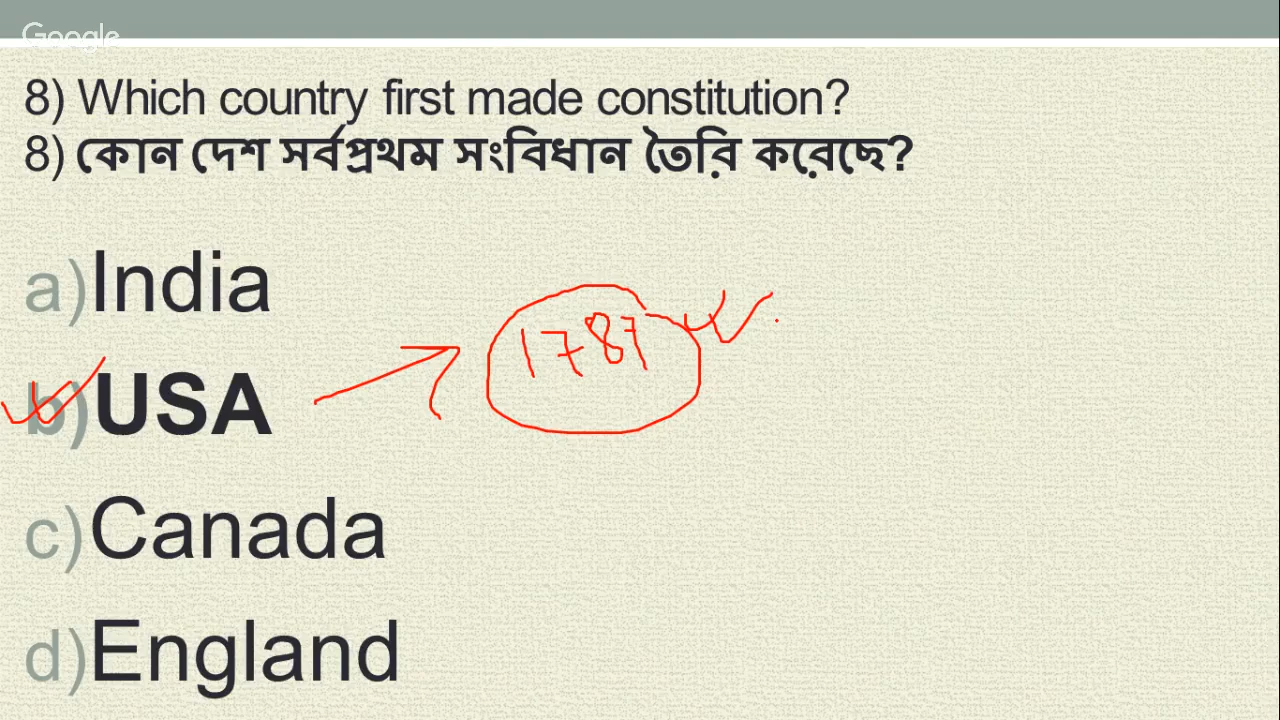 Google
8) Which country first made constitution?
8) কোন দেশ সর্বপ্রথম সংবিধান তৈরি করেছে?
a)India
b)USA
1787
c)Canada
d)England